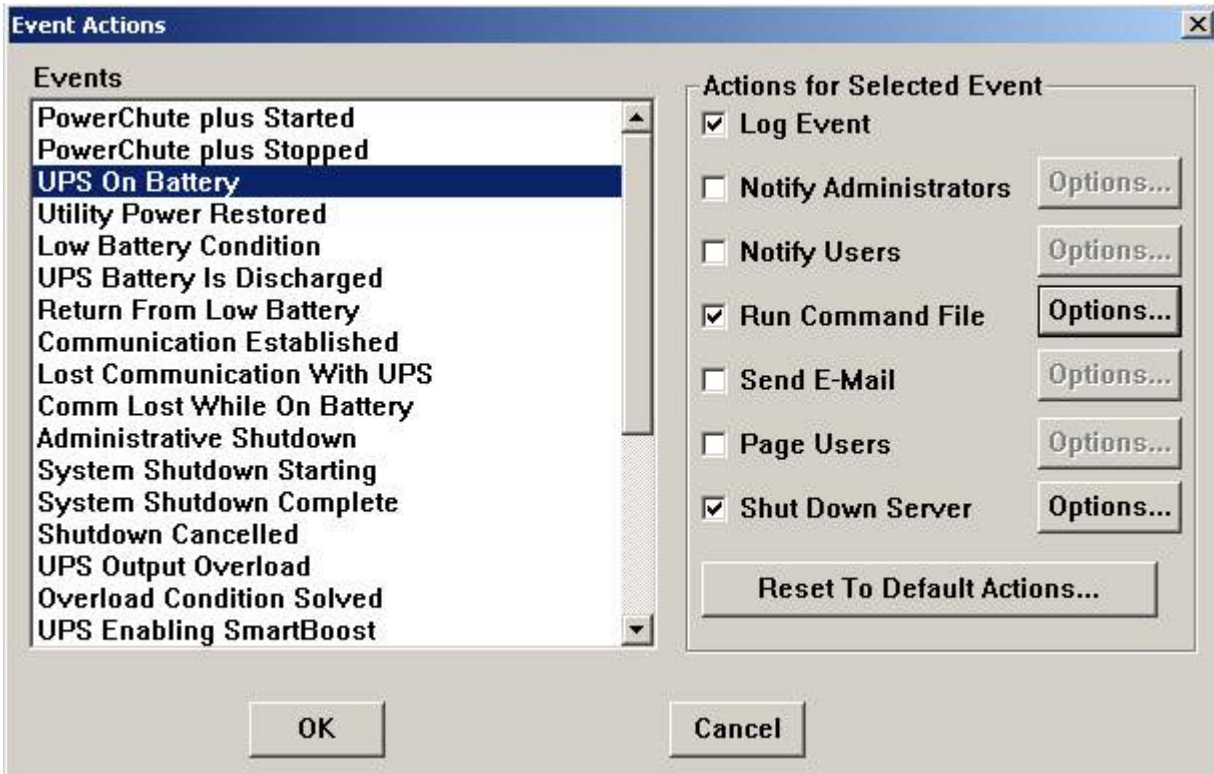 Event Actions
Events
PowerChute plus Started
PowerChute plus Stopped
UPS On Battery
Utility Power Restored
Low Battery Condition
UPS Battery Is Discharged
Return From Low Battery
Communication Established
Lost Communication With UPS
Comm Lost While On Battery
Administrative Shutdown
System Shutdown Starting
System Shutdown Complete
Shutdown Cancelled
UPS Output Overload
Overload Condition Solved
UPS Enabling SmartBoost
Actions for Selected Event
Log Event
Notify Administrators Options...
Notify Users Options...
Run Command File Options...
Send E-Mail Options...
Page Users Options...
Shut Down Server Options...
Reset To Default Actions...
OK Cancel